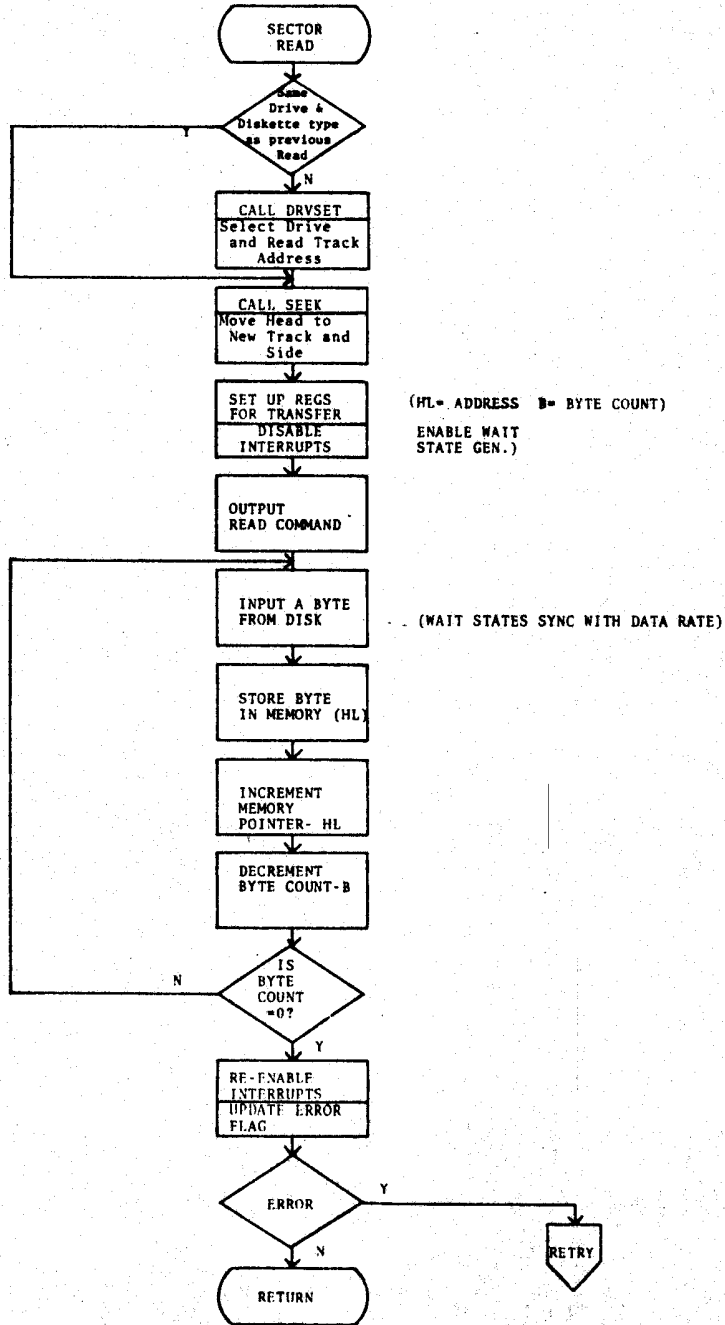 SECTOR
READ
Same
Drive &
Diskette type
as previous
Read
Y
N
CALL DRVSET
Select Drive
and Read Track
Address
CALL SEEK
Move Head to
New Track and
Side
SET UP REGS
FOR TRANSFER
DISABLE
INTERRUPTS
(HL= ADDRESS B= BYTE COUNT)
ENABLE WAIT
STATE GEN.)
OUTPUT
READ COMMAND
INPUT A BYTE
FROM DISK
(WAIT STATES SYNC WITH DATA RATE)
STORE BYTE
IN MEMORY (HL)
INCREMENT
MEMORY
POINTER- HL
DECREMENT
BYTE COUNT-B
IS
BYTE
COUNT
=0?
N
Y
RE-ENABLE
INTERRUPTS
UPDATE ERROR
FLAG
ERROR
Y
N
RETRY
RETURN